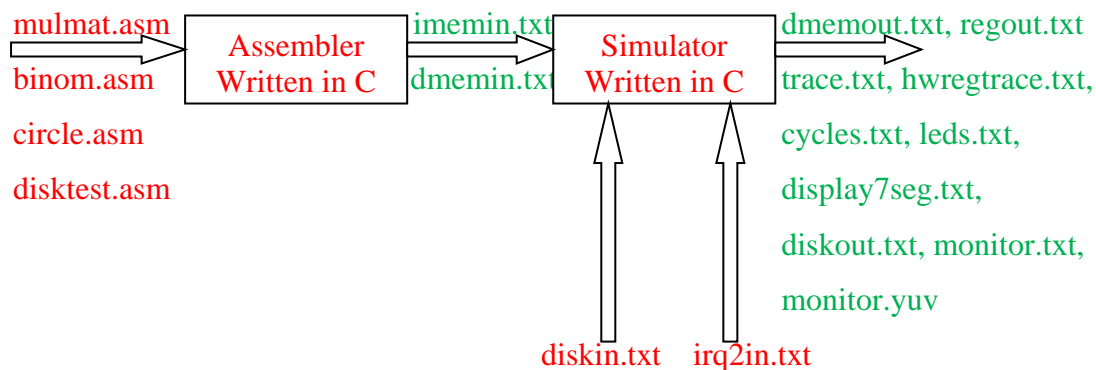 mulmat.asm
binom.asm
circle.asm
disktest.asm
Assembler
Written in C
imemin.txt
dmemin.txt
Simulator
Written in C
dmemout.txt, regout.txt
trace.txt, hwregtrace.txt,
cycles.txt, leds.txt,
display7seg.txt,
diskout.txt, monitor.txt,
monitor.yuv
diskin.txt
irq2in.txt